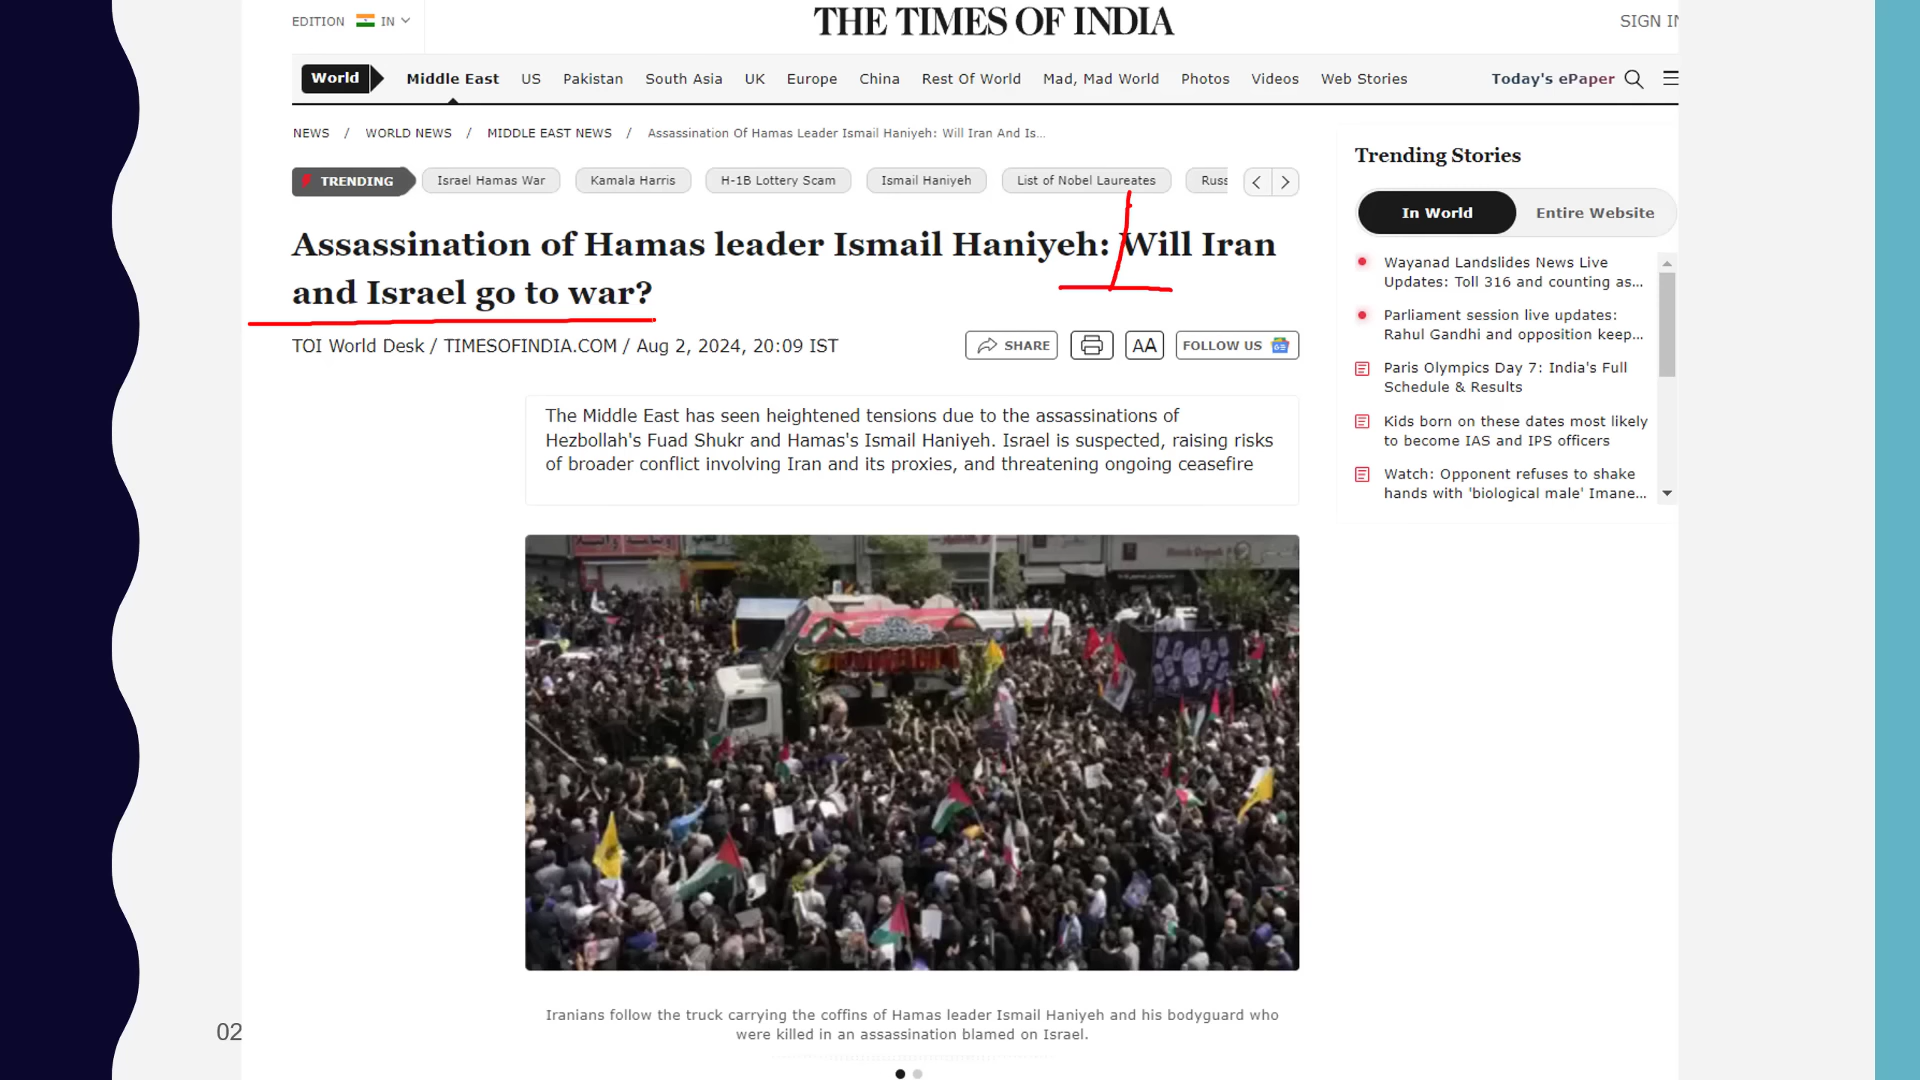 EDITION IN
THE TIMES OF INDIA
SIGN IN
World Middle East US Pakistan South Asia UK Europe China Rest Of World Mad, Mad World Photos Videos Web Stories Today's ePaper
NEWS / WORLD NEWS / MIDDLE EAST NEWS / Assassination Of Hamas Leader Ismail Haniyeh: Will Iran And Is...
TRENDING Israel Hamas War Kamala Harris H-1B Lottery Scam Ismail Haniyeh List of Nobel Laureates Russ
Assassination of Hamas leader Ismail Haniyeh: Will Iran
and Israel go to war?
TOI World Desk / TIMESOFINDIA.COM / Aug 2, 2024, 20:09 IST
SHARE AA FOLLOW US
The Middle East has seen heightened tensions due to the assassinations of
Hezbollah's Fuad Shukr and Hamas's Ismail Haniyeh. Israel is suspected, raising risks
of broader conflict involving Iran and its proxies, and threatening ongoing ceasefire
Iranians follow the truck carrying the coffins of Hamas leader Ismail Haniyeh and his bodyguard who
were killed in an assassination blamed on Israel.
Trending Stories
In World Entire Website
Wayanad Landslides News Live
Updates: Toll 316 and counting as...
Parliament session live updates:
Rahul Gandhi and opposition keep...
Paris Olympics Day 7: India's Full
Schedule & Results
Kids born on these dates most likely
to become IAS and IPS officers
Watch: Opponent refuses to shake
hands with 'biological male' Imane...
02